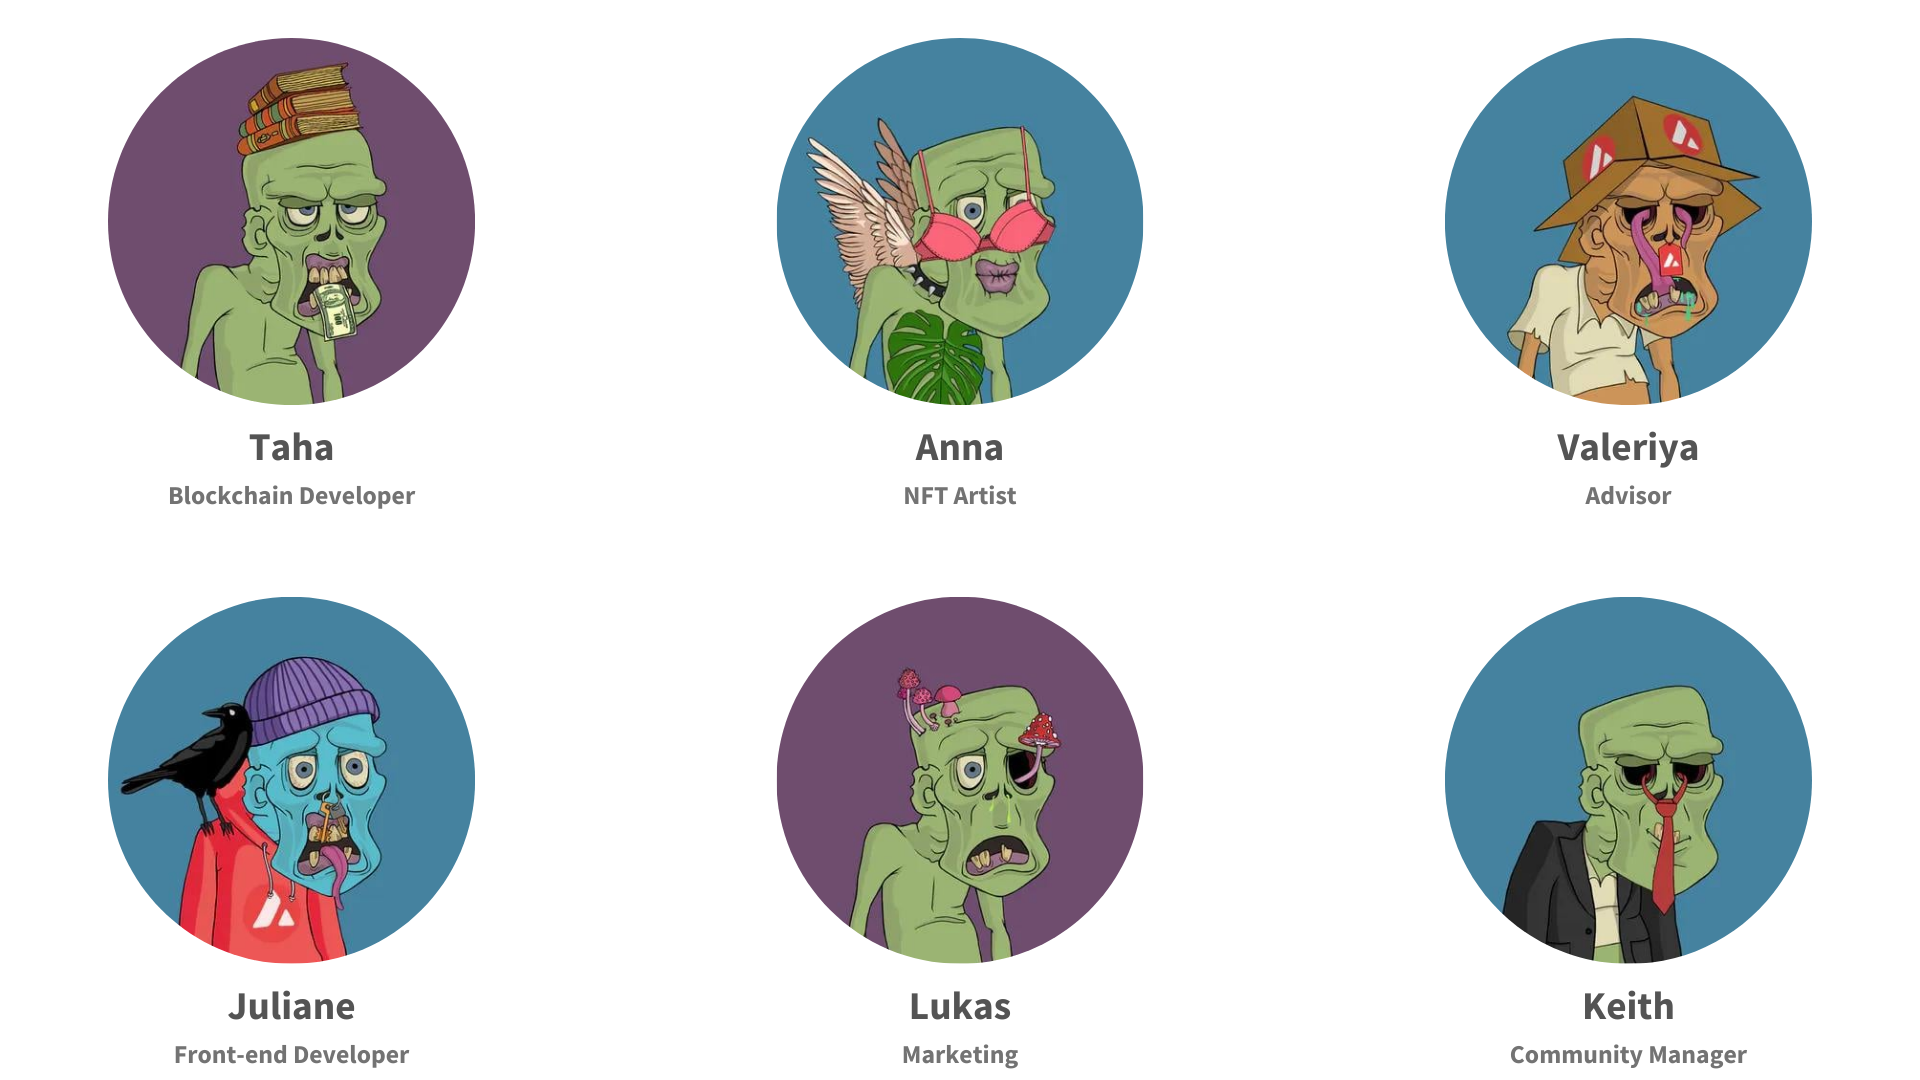 Taha
Blockchain Developer
Anna
NFT Artist
Valeriya
Advisor
Juliane
Front-end Developer
Lukas
Marketing
Keith
Community Manager